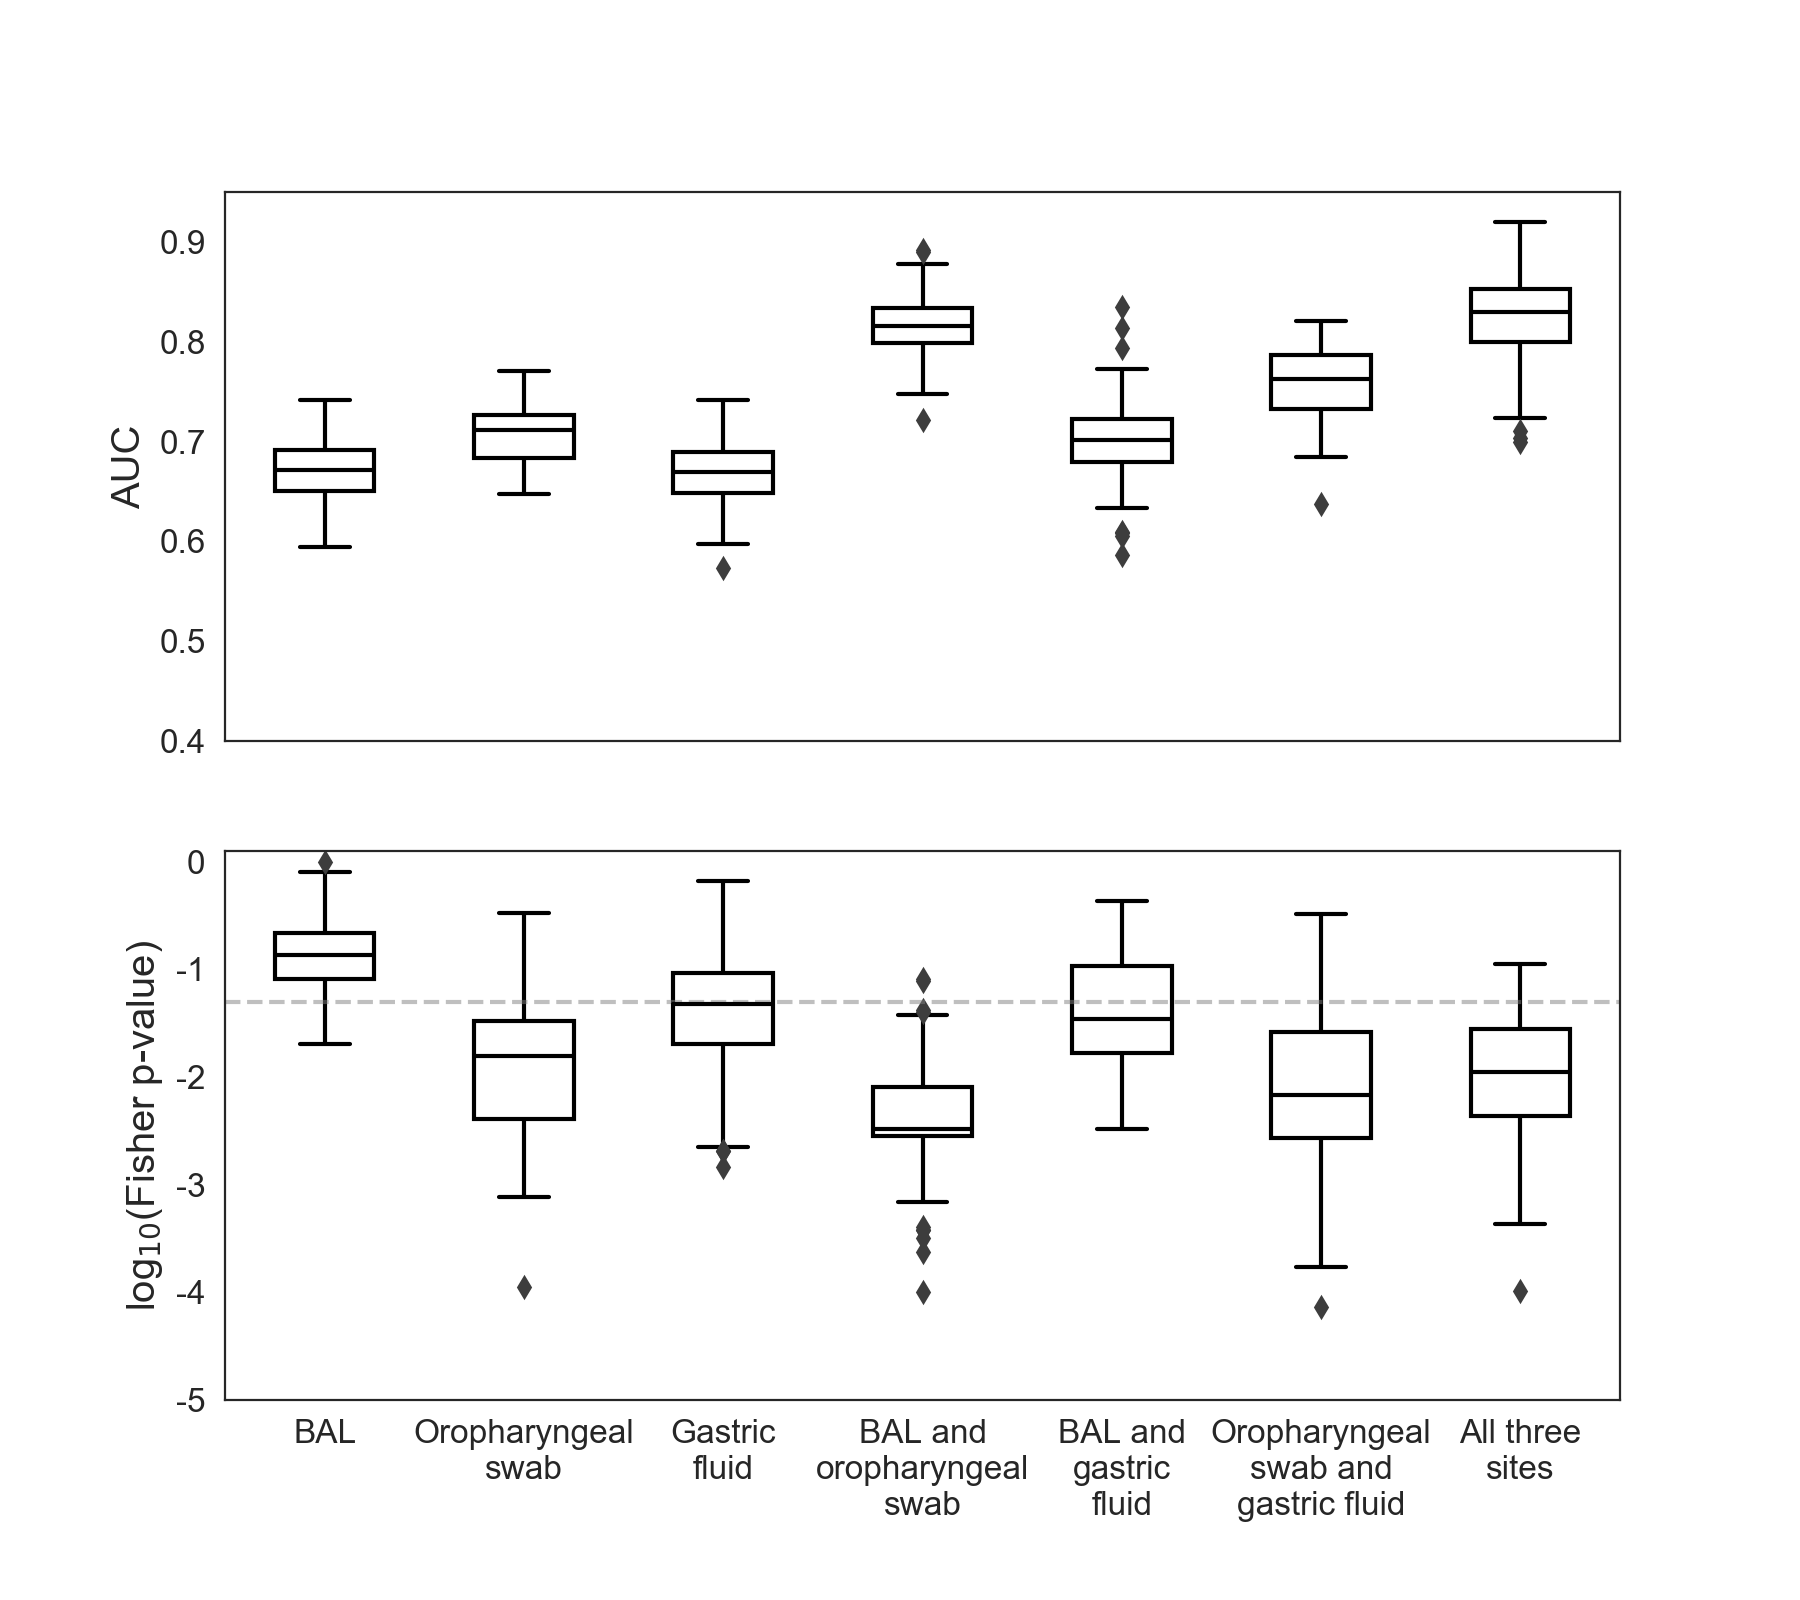 AUC
0.9
0.8
0.7
0.6
0.5
0.4
log₁₀(Fisher p-value)
0
-1
-2
-3
-4
-5
BAL
Oropharyngeal
swab
Gastric
fluid
BAL and
oropharyngeal
swab
BAL and
gastric
fluid
Oropharyngeal
swab and
gastric fluid
All three
sites